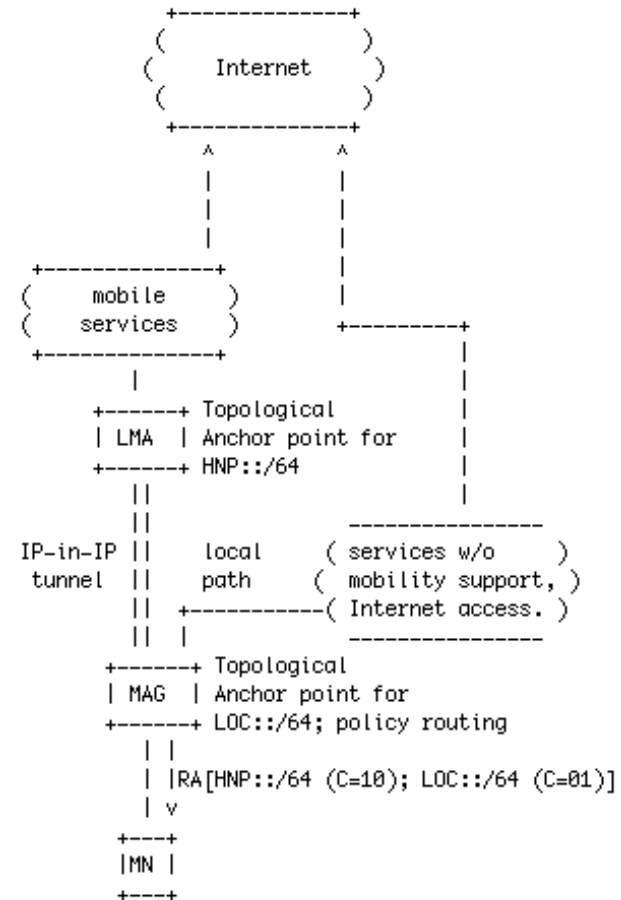 Internet
mobile
services
Topological
LMA Anchor point for
HNP::/64
IP-in-IP local services w/o
tunnel path mobility support,
Internet access.
Topological
MAG Anchor point for
LOC::/64; policy routing
RA[HNP::/64 (C=10); LOC::/64 (C=01)]
MN